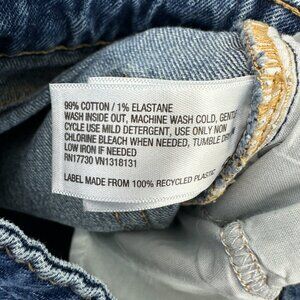 99% COTTON / 1% ELASTANE
WASH INSIDE OUT, MACHINE WASH COLD, GENT
CYCLE USE MILD DETERGENT, USE ONLY NON
CHLORINE BLEACH WHEN NEEDED, TUMBLE DRY
LOW IRON IF NEEDED
RN17730 VN1318131
LABEL MADE FROM 100% RECYCLED PLASTIC